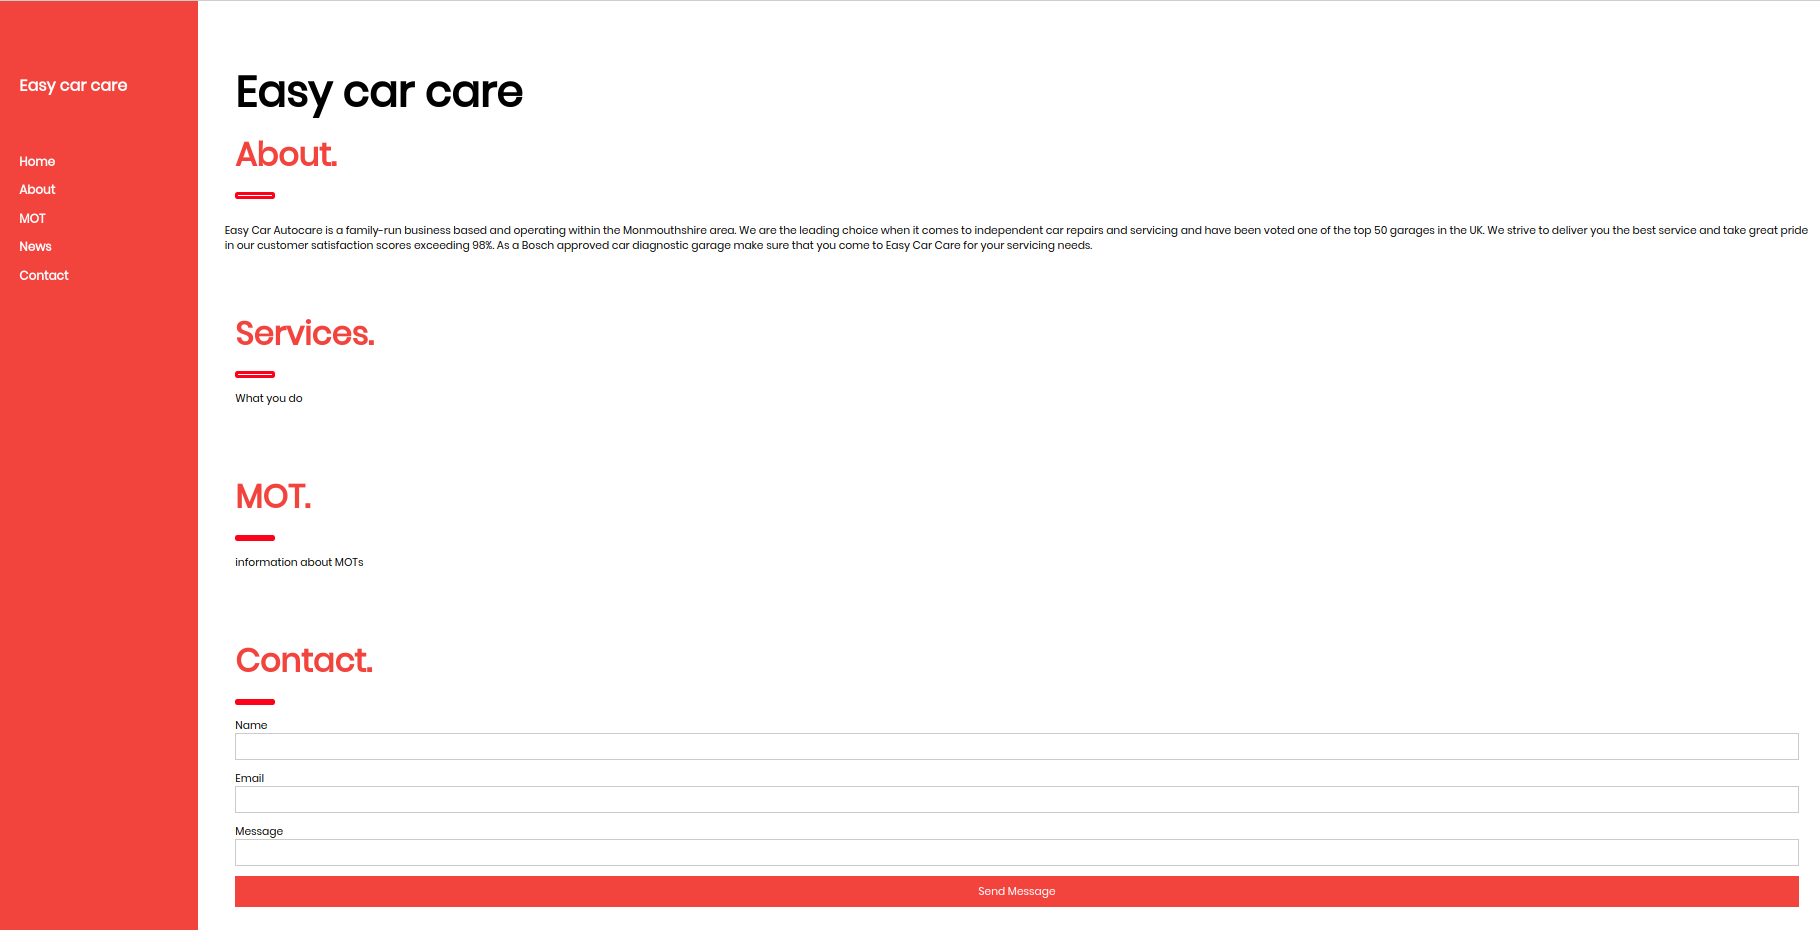 Easy car care
Home
About
MOT
News
Contact
Easy car care
About.
Easy Car Autocare is a family-run business based and operating within the Monmouthshire area. We are the leading choice when it comes to independent car repairs and servicing and have been voted one of the top 50 garages in the UK. We strive to deliver you the best service and take great pride
in our customer satisfaction scores exceeding 98%. As a Bosch approved car diagnostic garage make sure that you come to Easy Car Care for your servicing needs.
Services.
What you do
MOT.
information about MOTs
Contact.
Name
Email
Message
Send Message